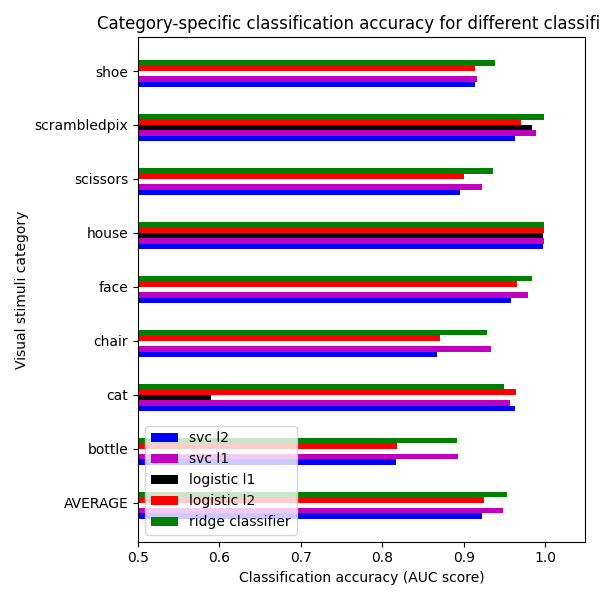 Category-specific classification accuracy for different classifi
shoe
scrambledpix
scissors
house
face
chair
cat
bottle
AVERAGE
Visual stimuli category
svc l2
svc l1
logistic l1
logistic l2
ridge classifier
0.5 0.6 0.7 0.8 0.9 1.0
Classification accuracy (AUC score)